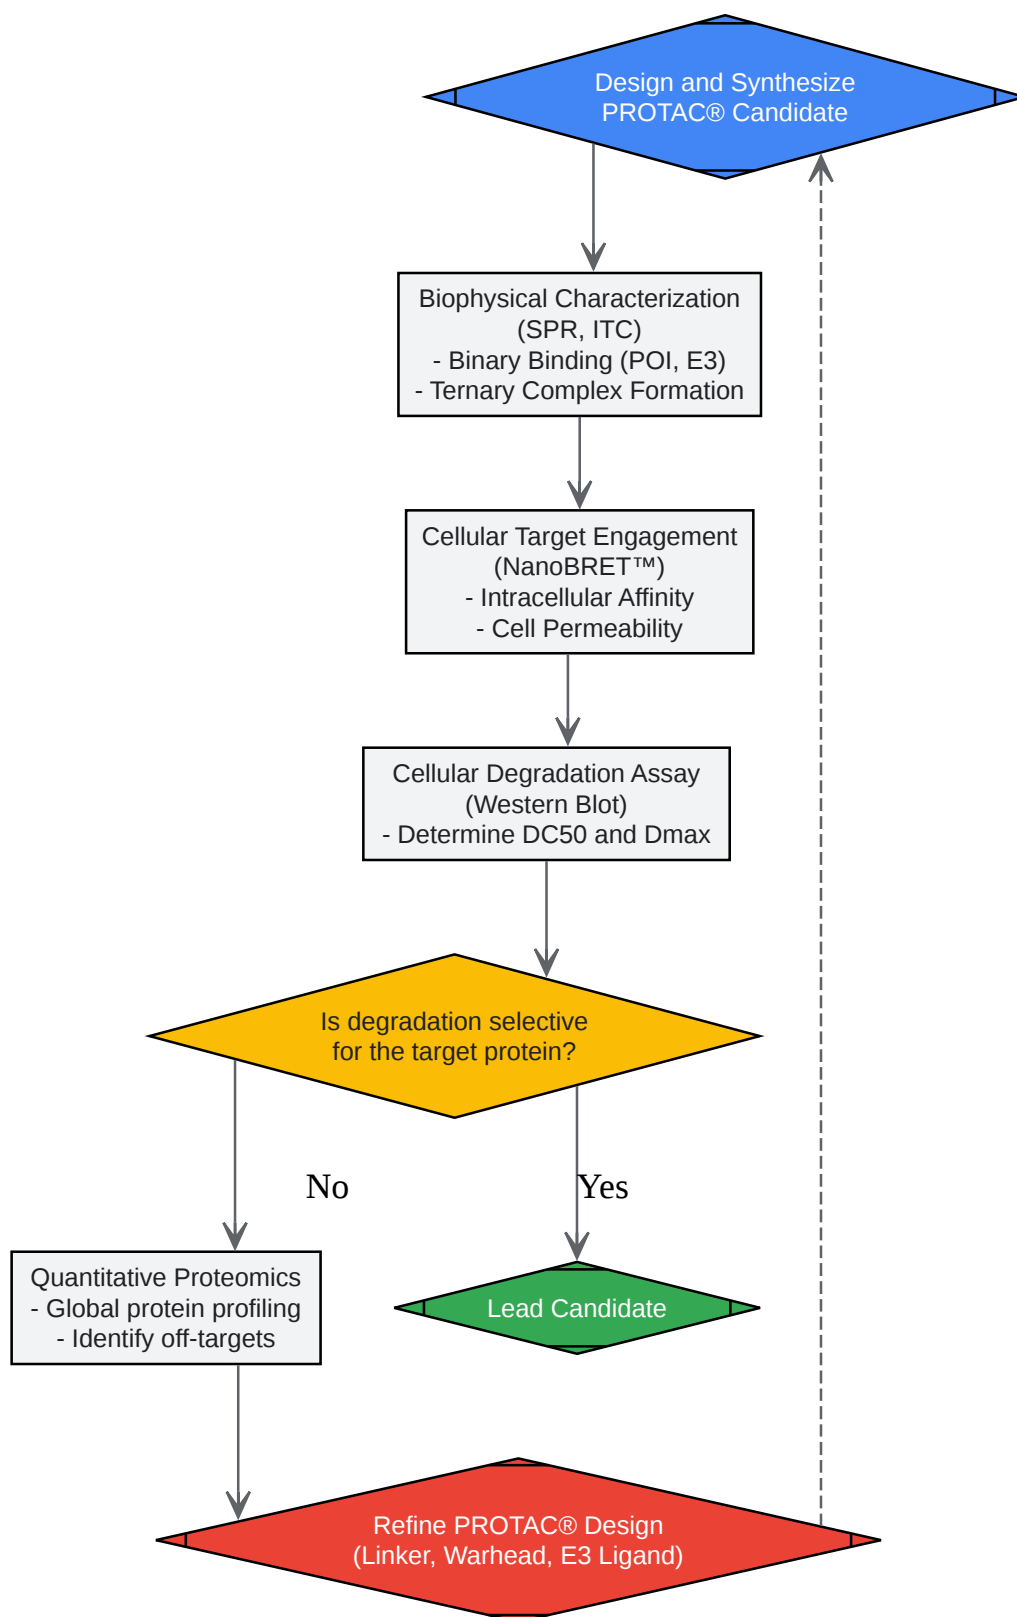 Design and Synthesize
PROTAC® Candidate
Biophysical Characterization
(SPR, ITC)
- Binary Binding (POI, E3)
- Ternary Complex Formation
Cellular Target Engagement
(NanoBRET™)
- Intracellular Affinity
- Cell Permeability
Cellular Degradation Assay
(Western Blot)
- Determine DC50 and Dmax
Is degradation selective
for the target protein?
No
Yes
Quantitative Proteomics
- Global protein profiling
- Identify off-targets
Lead Candidate
Refine PROTAC® Design
(Linker, Warhead, E3 Ligand)